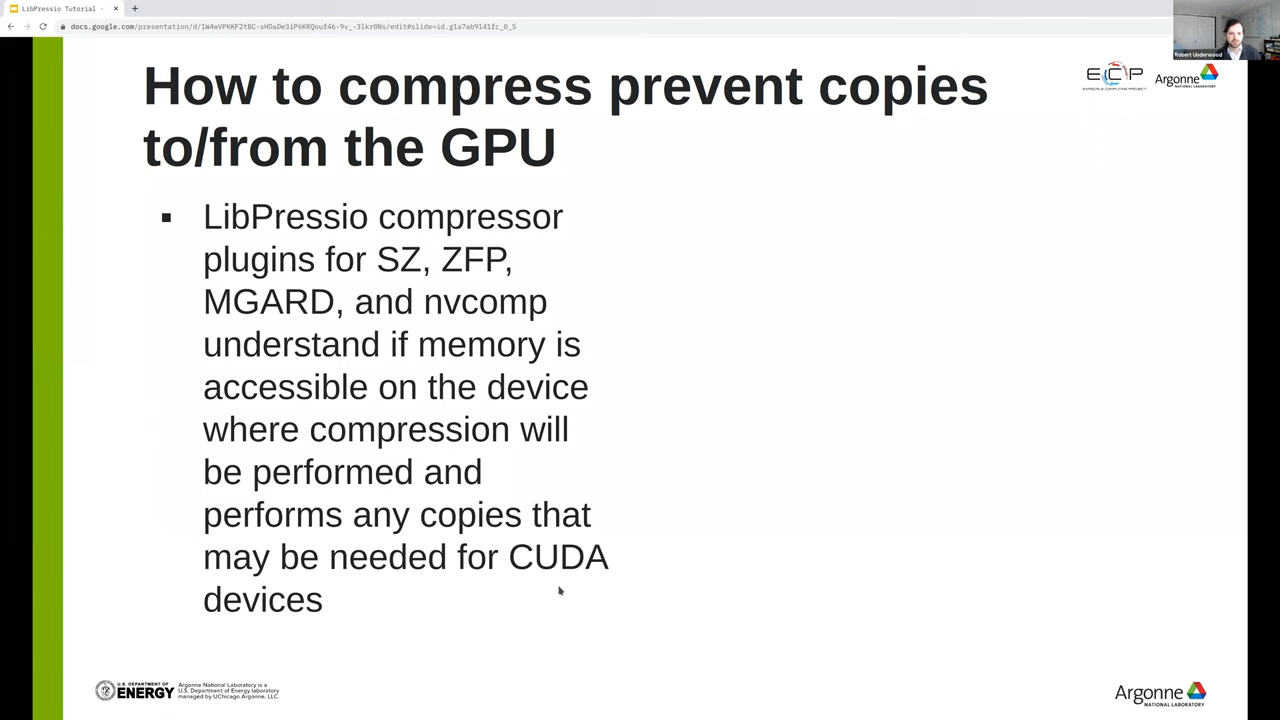 LibPressio Tutorial -
docs.google.com/presentation/d/1W4eVPKKF2tBC-sHDaDe3iP6KRQouf46-9v_-3lkr0Ns/edit#slide=id.g1a7ab9141fc_0_5
Robert Underwood
How to compress prevent copies
to/from the GPU
ECP
EXASCALE COMPUTING PROJECT
Argonne
NATIONAL LABORATORY
▪ LibPressio compressor
plugins for SZ, ZFP,
MGARD, and nvcomp
understand if memory is
accessible on the device
where compression will
be performed and
performs any copies that
may be needed for CUDA
devices
U.S. DEPARTMENT OF
ENERGY
Argonne National Laboratory is a
U.S. Department of Energy laboratory
managed by UChicago Argonne, LLC.
Argonne
NATIONAL LABORATORY